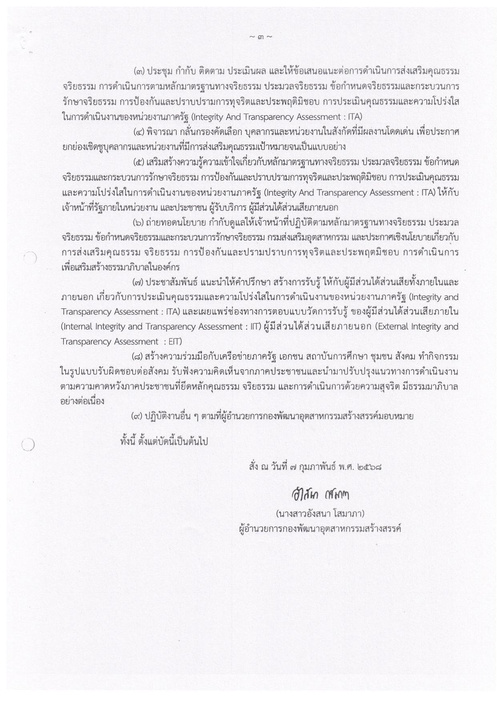 ~ ๓ ~
(๓) ประชุม กำกับ ติดตาม ประเมินผล และให้ข้อเสนอแนะต่อการดำเนินการส่งเสริมคุณธรรม
จริยธรรม การดำเนินการตามหลักมาตรฐานทางจริยธรรม ประมวลจริยธรรม ข้อกำหนดจริยธรรมและกระบวนการ
รักษาจริยธรรม การป้องกันและปราบปรามการทุจริตและประพฤติมิชอบ การประเมินคุณธรรมและความโปร่งใส
ในการดำเนินงานของหน่วยงานภาครัฐ (Integrity And Transparency Assessment : ITA)
(๔) พิจารณา กลั่นกรองคัดเลือก บุคลากรและหน่วยงานในสังกัดที่มีผลงานโดดเด่น เพื่อประกาศ
ยกย่องเชิดชูบุคลากรและหน่วยงานที่มีการส่งเสริมคุณธรรมเป้าหมายจนเป็นแบบอย่าง
(๕) เสริมสร้างความรู้ความเข้าใจเกี่ยวกับหลักมาตรฐานทางจริยธรรม ประมวลจริยธรรม ข้อกำหนด
จริยธรรมและกระบวนการรักษาจริยธรรม การป้องกันและปราบปรามการทุจริตและประพฤติมิชอบ การประเมินคุณธรรม
และความโปร่งใสในการดำเนินงานของหน่วยงานภาครัฐ (Integrity And Transparency Assessment : ITA) ให้กับ
เจ้าหน้าที่รัฐภายในหน่วยงาน และประชาชน ผู้รับบริการ ผู้มีส่วนได้ส่วนเสียภายนอก
(๖) ถ่ายทอดนโยบาย กำกับดูแลให้เจ้าหน้าที่ปฏิบัติตามหลักมาตรฐานทางจริยธรรม ประมวล
จริยธรรม ข้อกำหนดจริยธรรมและกระบวนการรักษาจริยธรรม กรมส่งเสริมอุตสาหกรรม และประกาศเชิงนโยบายเกี่ยวกับ
การส่งเสริมคุณธรรม จริยธรรม การป้องกันและปราบปรามการทุจริตและประพฤติมิชอบ การดำเนินการ
เพื่อเสริมสร้างธรรมาภิบาลในองค์กร
(๗) ประชาสัมพันธ์ แนะนำให้คำปรึกษา สร้างการรับรู้ ให้กับผู้มีส่วนได้ส่วนเสียทั้งภายในและ
ภายนอก เกี่ยวกับการประเมินคุณธรรมและความโปร่งใสในการดำเนินงานของหน่วยงานภาครัฐ (Integrity and
Transparency Assessment : ITA) และเผยแพร่ช่องทางการตอบแบบวัดการรับรู้ ของผู้มีส่วนได้ส่วนเสียภายใน
(Internal Integrity and Transparency Assessment : IIT) ผู้มีส่วนได้ส่วนเสียภายนอก (External Integrity and
Transparency Assessment : EIT)
(๘) สร้างความร่วมมือกับเครือข่ายภาครัฐ เอกชน สถาบันการศึกษา ชุมชน สังคม ทำกิจกรรม
ในรูปแบบรับผิดชอบต่อสังคม รับฟังความคิดเห็นจากภาคประชาชนและนำมาปรับปรุงแนวทางการดำเนินงาน
ตามความคาดหวังภาคประชาชนที่ยึดหลักคุณธรรม จริยธรรม และการดำเนินการด้วยความสุจริต มีธรรมาภิบาล
อย่างต่อเนื่อง
(๙) ปฏิบัติงานอื่น ๆ ตามที่ผู้อำนวยการกองพัฒนาอุตสาหกรรมสร้างสรรค์มอบหมาย
ทั้งนี้ ตั้งแต่บัดนี้เป็นต้นไป
สั่ง ณ วันที่ ๗ กุมภาพันธ์ พ.ศ. ๒๕๖๘
(นางสาวอังสนา โสมาภา)
ผู้อำนวยการกองพัฒนาอุตสาหกรรมสร้างสรรค์